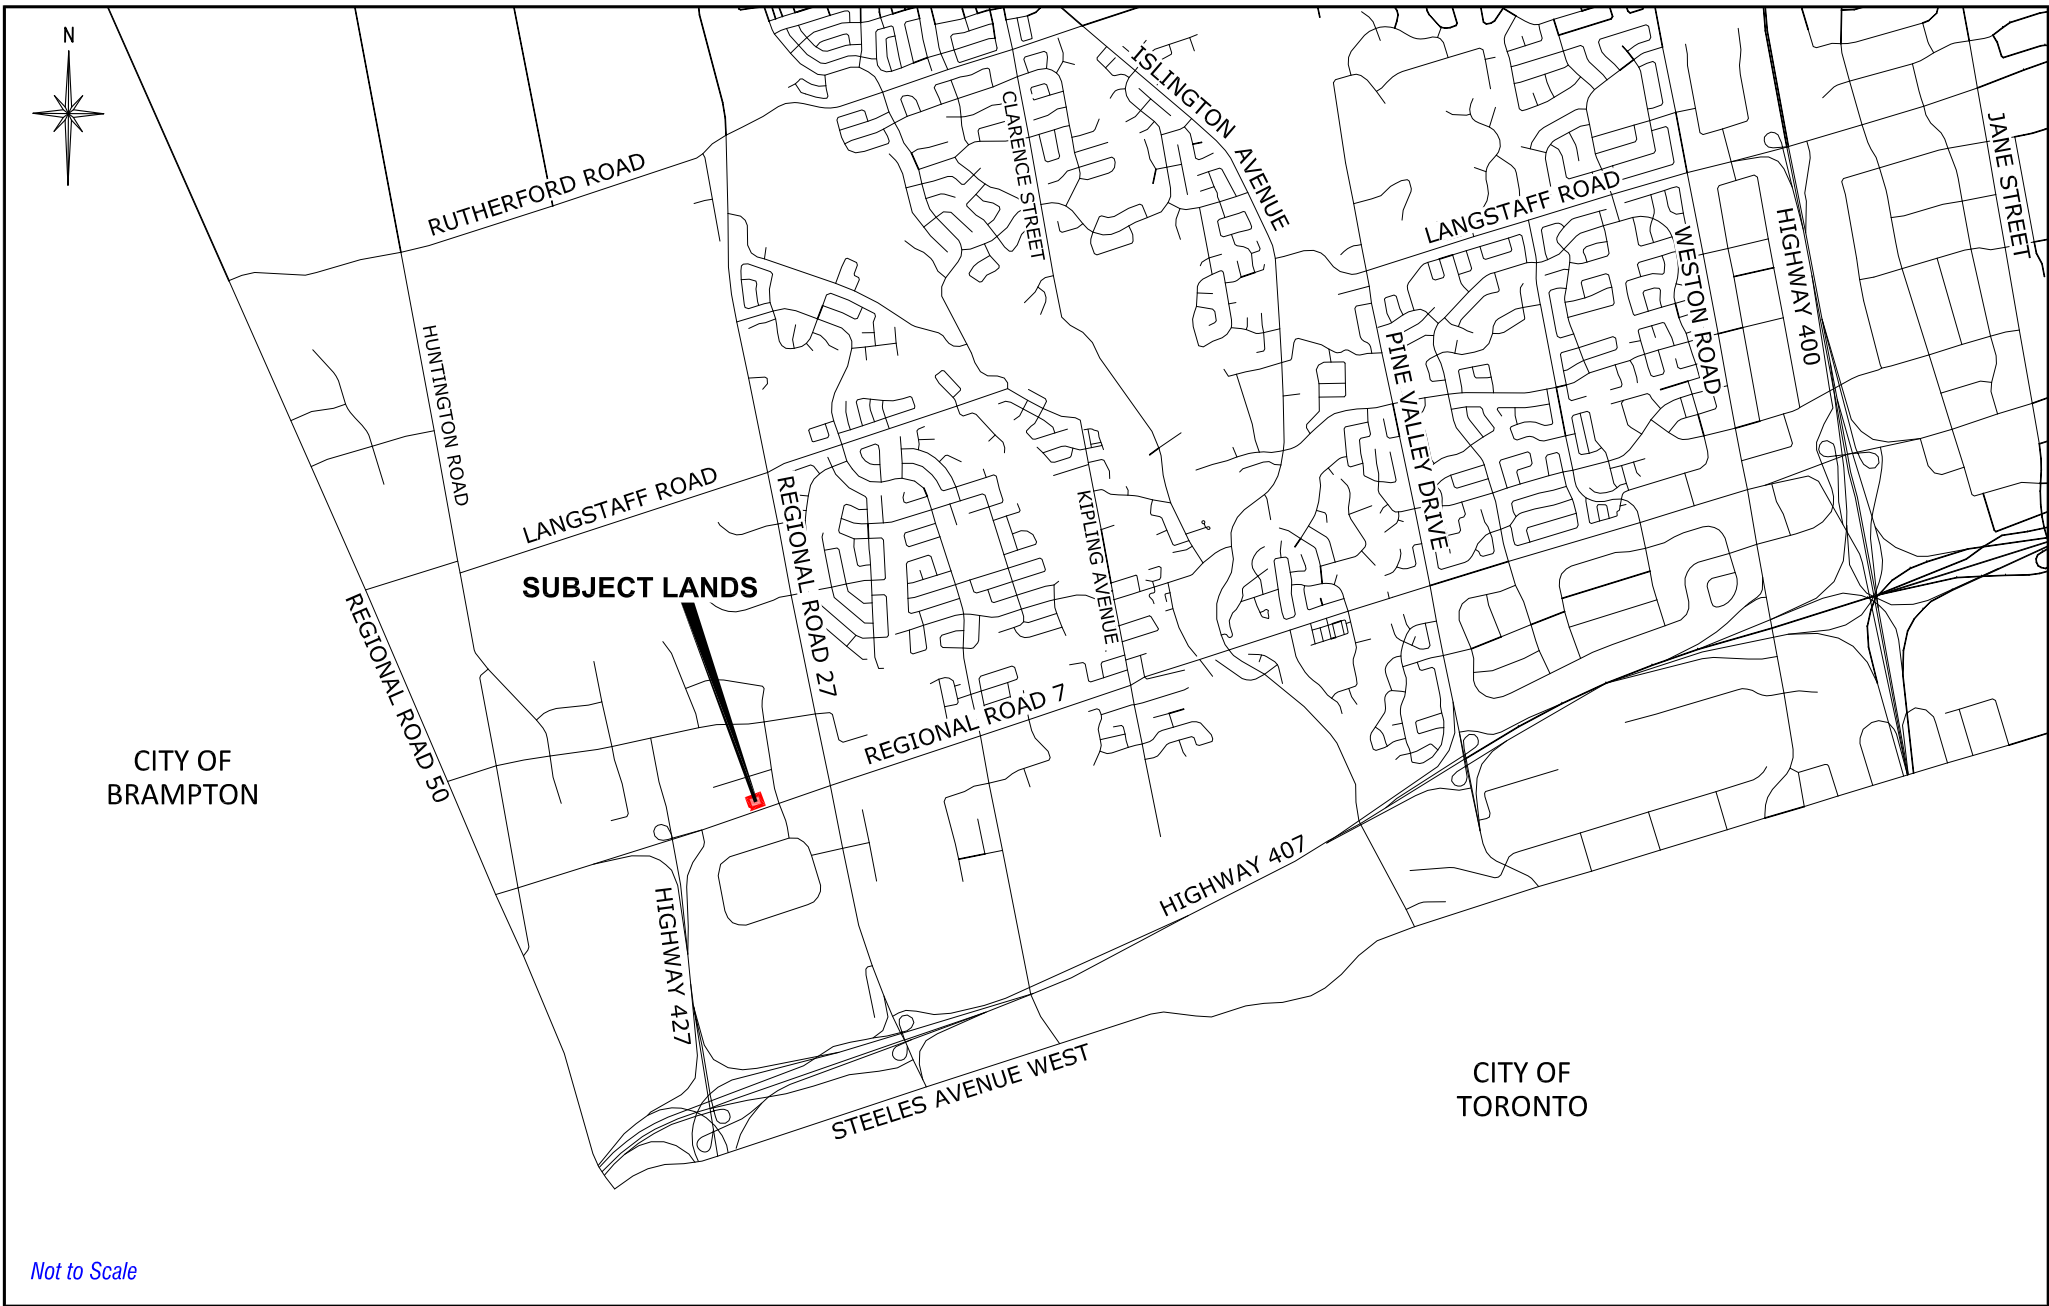 N
ISLINGTON AVENUE
CLARENCE STREET
JANE STREET
RUTHERFORD ROAD
LANGSTAFF ROAD
WESTON ROAD
HIGHWAY 400
HUNTINGTON ROAD
PINE VALLEY DRIVE
LANGSTAFF ROAD
REGIONAL ROAD 27
KIPLING AVENUE
SUBJECT LANDS
REGIONAL ROAD 50
REGIONAL ROAD 7
CITY OF
BRAMPTON
HIGHWAY 407
HIGHWAY 427
STEELES AVENUE WEST
CITY OF
TORONTO
Not to Scale